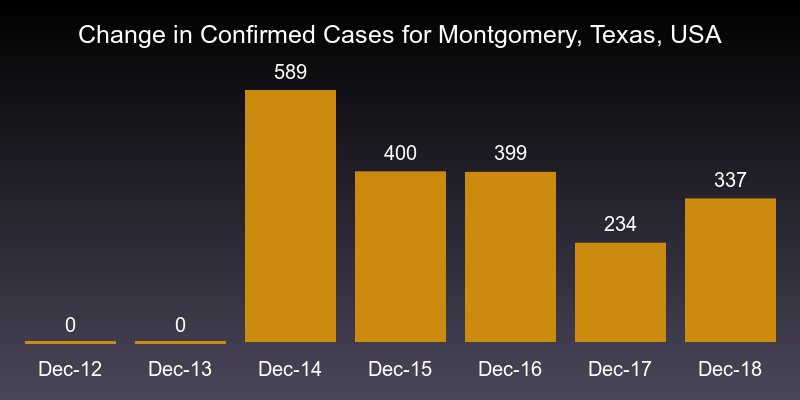 Change in Confirmed Cases for Montgomery, Texas, USA
589
400
399
337
234
0
0
Dec-12
Dec-13
Dec-14
Dec-15
Dec-16
Dec-17
Dec-18